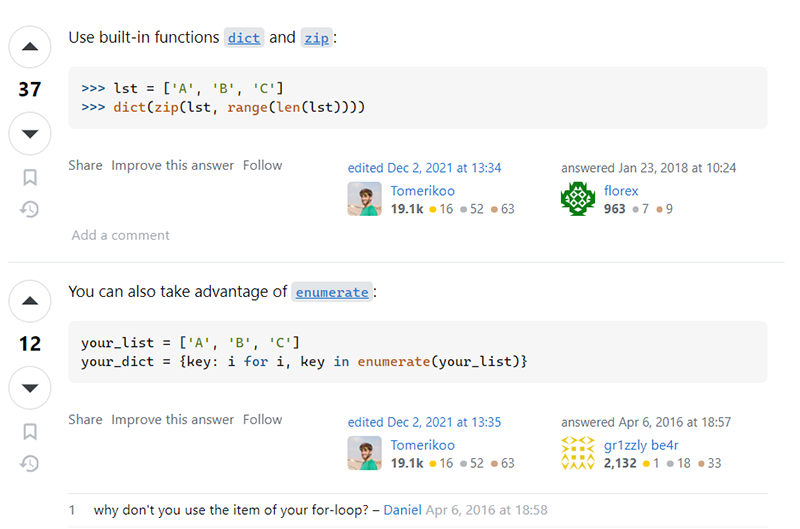 Use built-in functions dict and zip:
37
>>> lst = ['A', 'B', 'C']
>>> dict(zip(lst, range(len(lst))))
Share Improve this answer Follow
edited Dec 2, 2021 at 13:34
Tomerikoo
19.1k 16 52 63
answered Jan 23, 2018 at 10:24
florex
963 7 9
Add a comment
You can also take advantage of enumerate:
12
your_list = ['A', 'B', 'C']
your_dict = {key: i for i, key in enumerate(your_list)}
Share Improve this answer Follow
edited Dec 2, 2021 at 13:35
Tomerikoo
19.1k 16 52 63
answered Apr 6, 2016 at 18:57
gr1zzly be4r
2,132 1 18 33
1 why don't you use the item of your for-loop? – Daniel Apr 6, 2016 at 18:58